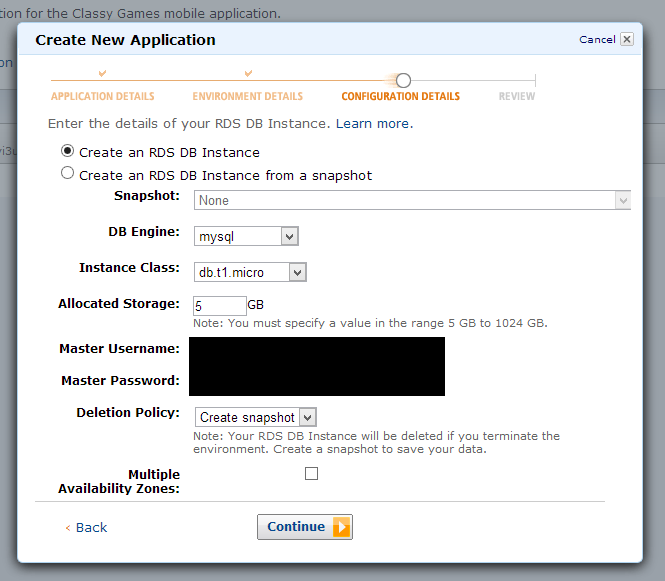 tion for the Classy Games mobile application.
Create New Application
Cancel
on
APPLICATION DETAILS ENVIRONMENT DETAILS CONFIGURATION DETAILS REVIEW
Enter the details of your RDS DB Instance. Learn more.
Create an RDS DB Instance
Create an RDS DB Instance from a snapshot
Snapshot: None
DB Engine: mysql
Instance Class: db.t1.micro
Allocated Storage: 5 GB
Note: You must specify a value in the range 5 GB to 1024 GB.
Master Username:
Master Password:
Deletion Policy: Create snapshot
Note: Your RDS DB Instance will be deleted if you terminate the
environment. Create a snapshot to save your data.
Multiple
Availability Zones:
‹ Back
Continue